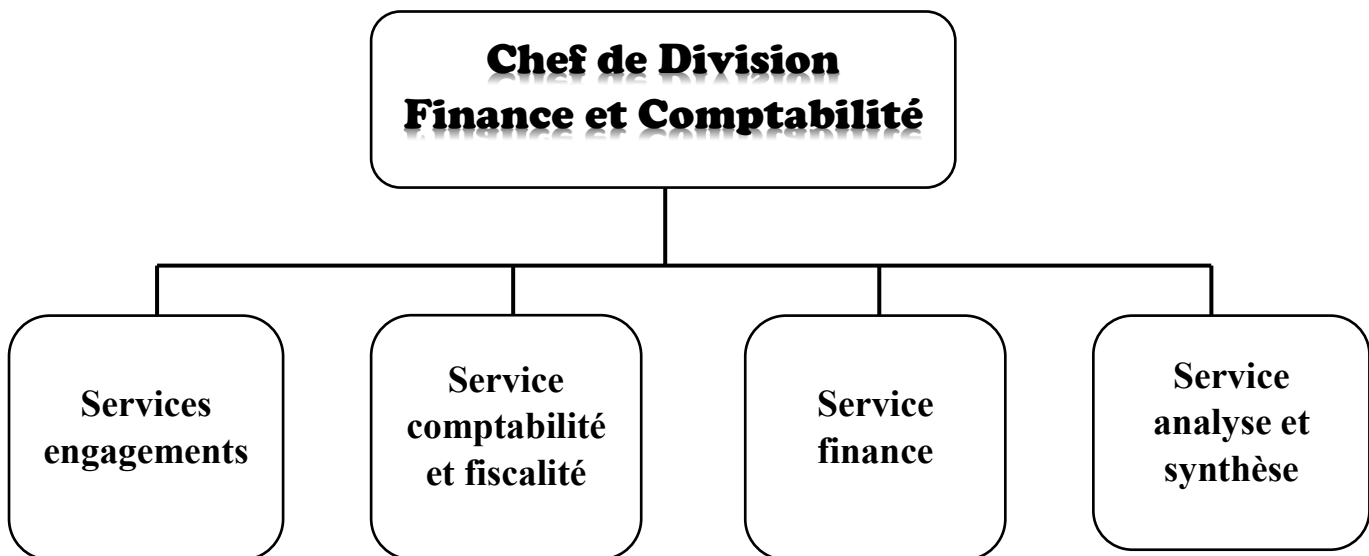 Chef de Division
Finance et Comptabilité
Services
engagements
Service
comptabilité
et fiscalité
Service
finance
Service
analyse et
synthèse